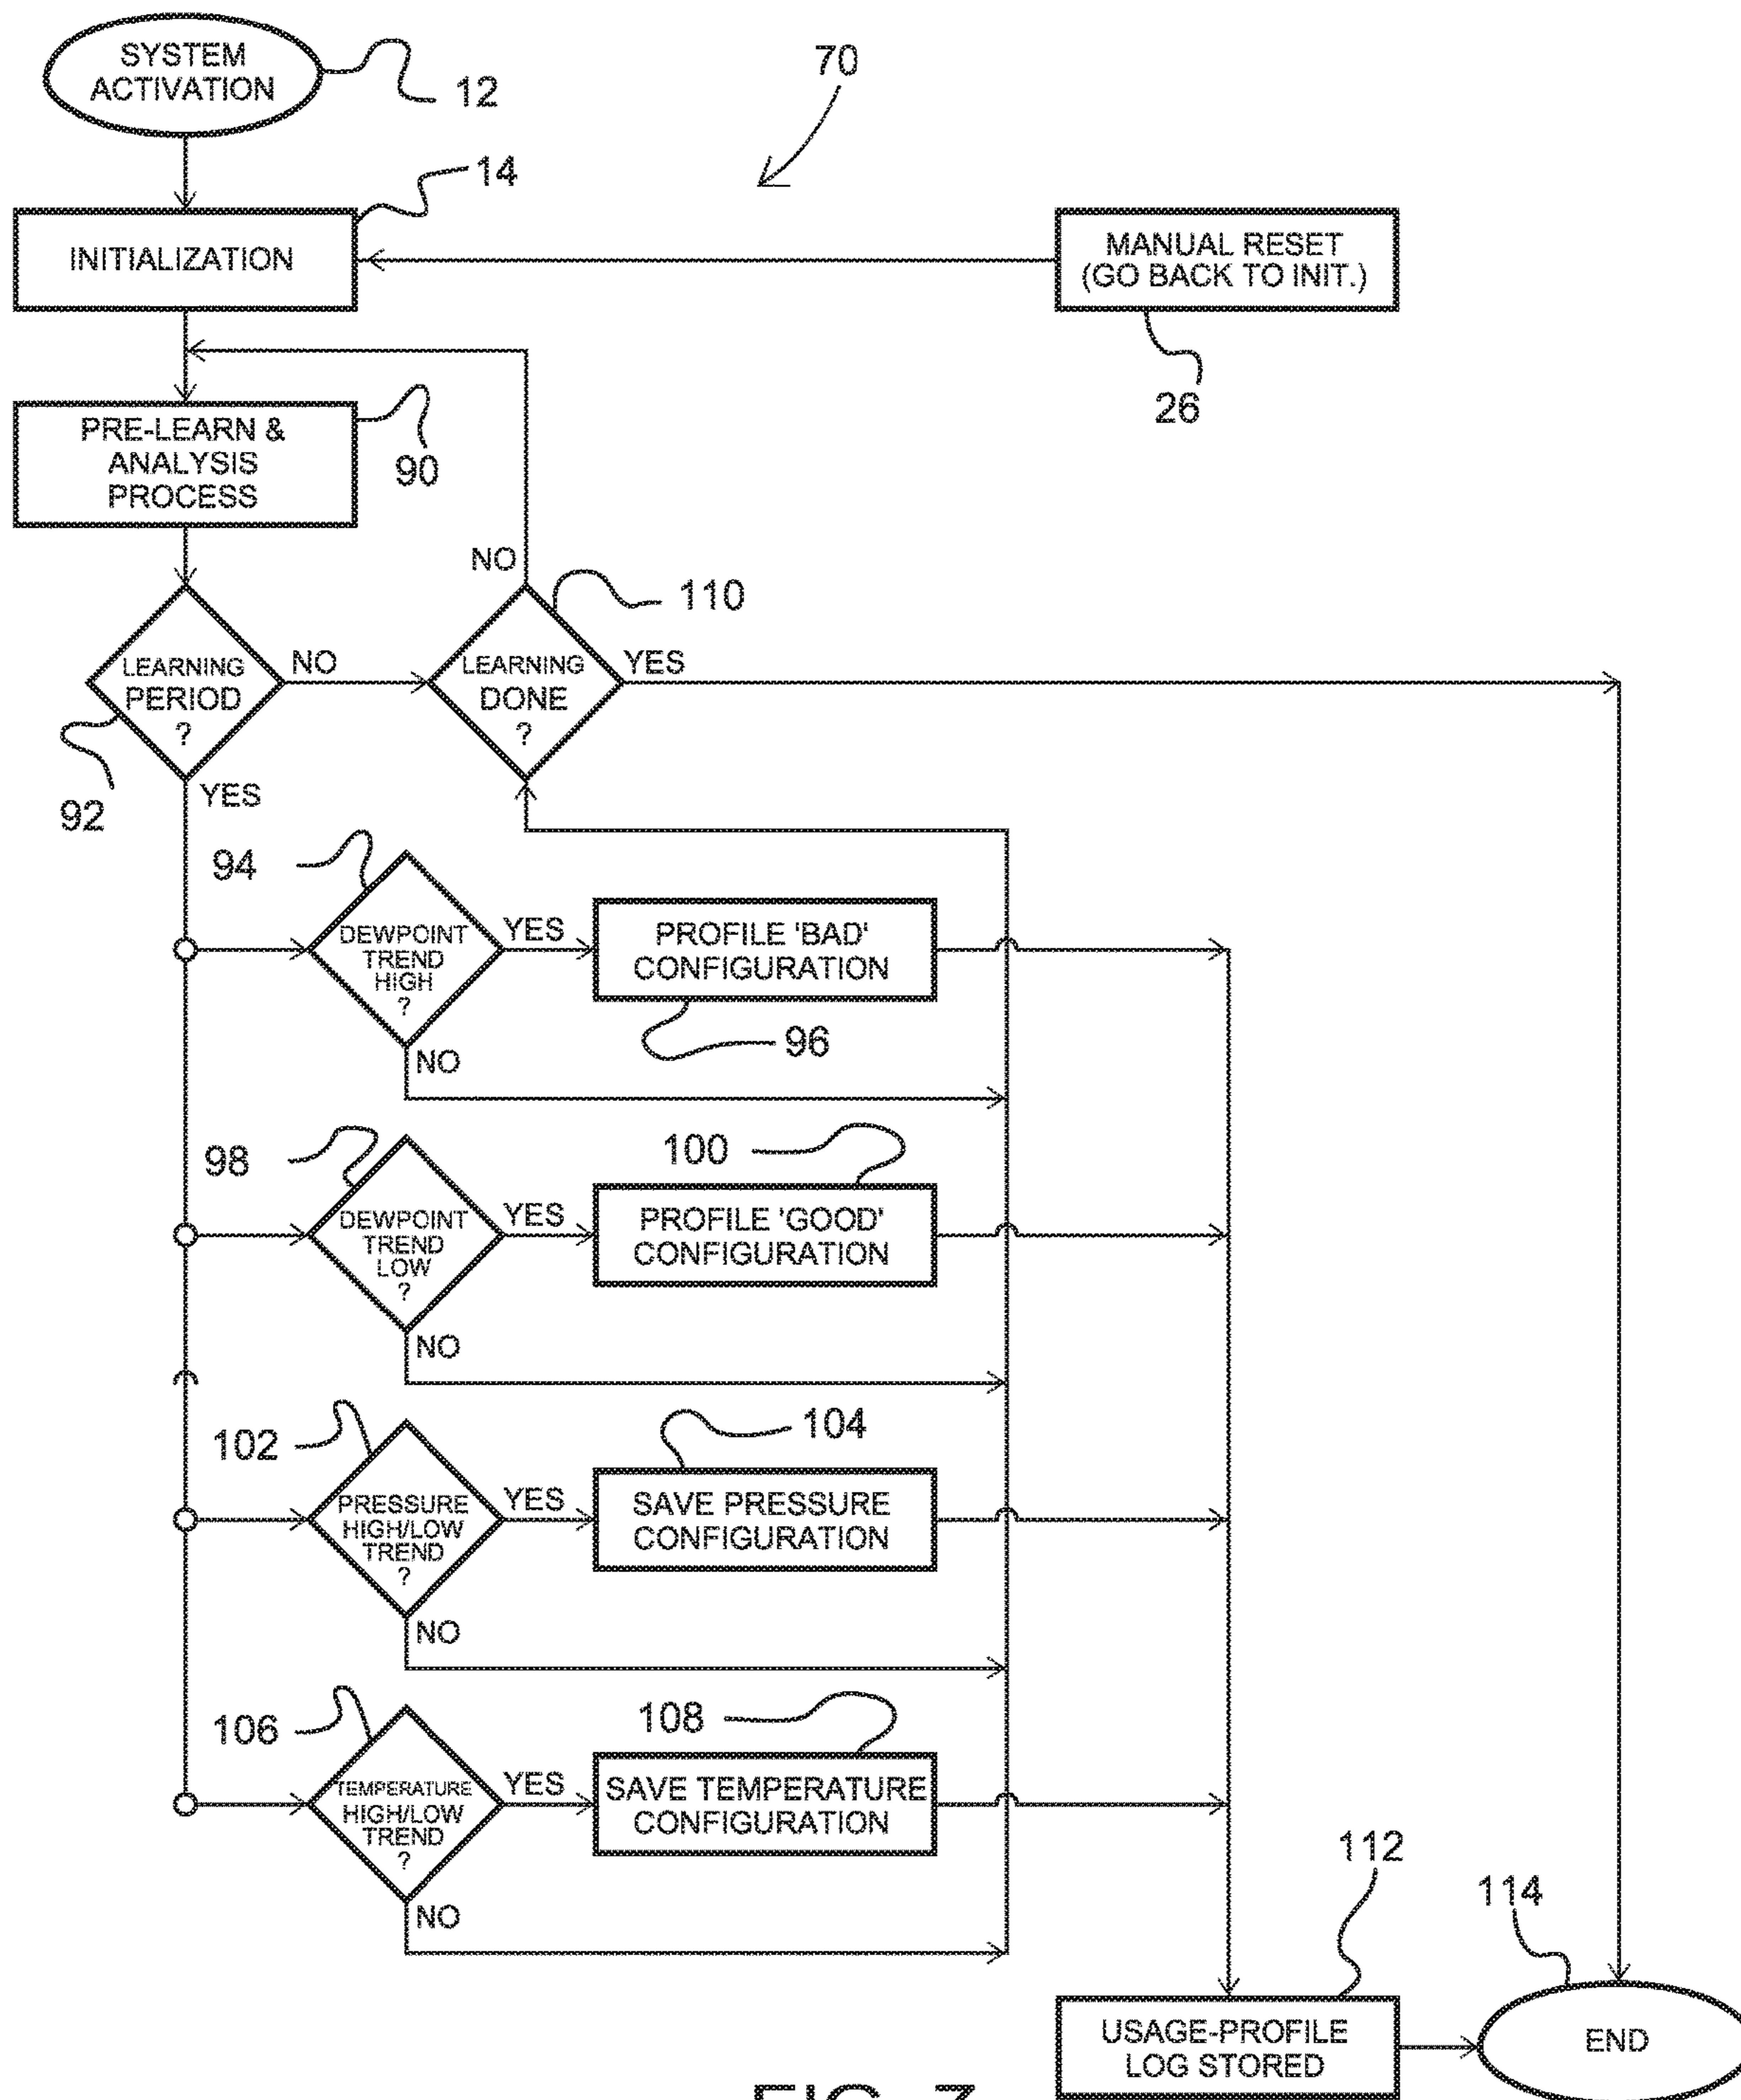 SYSTEM
ACTIVATION
12
70
14
INITIALIZATION
MANUAL RESET
(GO BACK TO INIT.)
26
PRE-LEARN &
ANALYSIS
PROCESS
90
NO
110
LEARNING
PERIOD
?
NO
LEARNING
DONE
?
YES
92
YES
94
DEWPOINT
TREND
HIGH
?
YES
PROFILE 'BAD'
CONFIGURATION
96
NO
98
100
DEWPOINT
TREND
LOW
?
YES
PROFILE 'GOOD'
CONFIGURATION
NO
102
104
PRESSURE
HIGH/LOW
TREND
?
YES
SAVE PRESSURE
CONFIGURATION
NO
106
108
TEMPERATURE
HIGH/LOW
TREND
?
YES
SAVE TEMPERATURE
CONFIGURATION
NO
112
114
USAGE-PROFILE
LOG STORED
END
FIG. 7